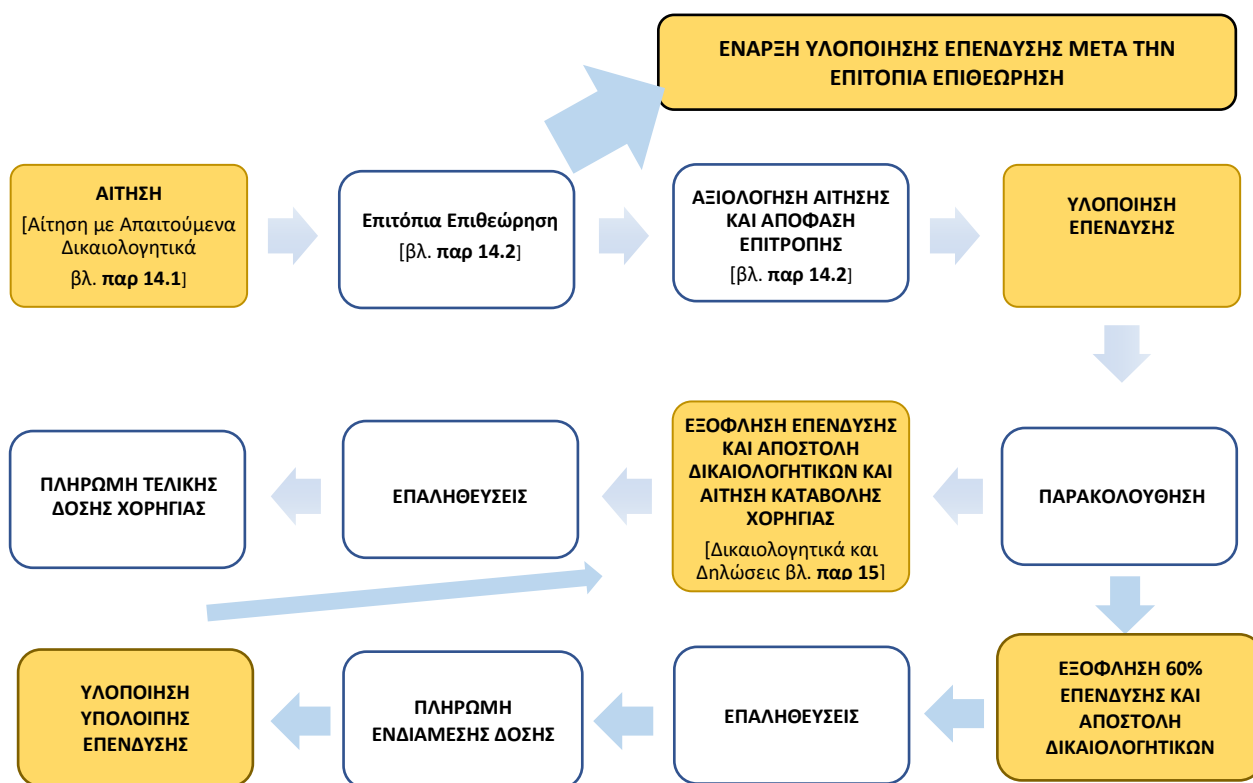 ΕΝΑΡΞΗ ΥΛΟΠΟΙΗΣΗΣ ΕΠΕΝΔΥΣΗΣ ΜΕΤΑ ΤΗΝ
ΕΠΙΤΟΠΙΑ ΕΠΙΘΕΩΡΗΣΗ
ΑΙΤΗΣΗ
[Αίτηση με Απαιτούμενα
Δικαιολογητικά
βλ. παρ 14.1]
Επιτόπια Επιθεώρηση
[βλ. παρ 14.2]
ΑΞΙΟΛΟΓΗΣΗ ΑΙΤΗΣΗΣ
ΚΑΙ ΑΠΟΦΑΣΗ
ΕΠΙΤΡΟΠΗΣ
[βλ. παρ 14.2]
ΥΛΟΠΟΙΗΣΗ
ΕΠΕΝΔΥΣΗΣ
ΠΛΗΡΩΜΗ ΤΕΛΙΚΗΣ
ΔΟΣΗΣ ΧΟΡΗΓΙΑΣ
ΕΠΑΛΗΘΕΥΣΕΙΣ
ΕΞΟΦΛΗΣΗ ΕΠΕΝΔΥΣΗΣ
ΚΑΙ ΑΠΟΣΤΟΛΗ
ΔΙΚΑΙΟΛΟΓΗΤΙΚΩΝ ΚΑΙ
ΑΙΤΗΣΗ ΚΑΤΑΒΟΛΗΣ
ΧΟΡΗΓΙΑΣ
[Δικαιολογητικά και
Δηλώσεις βλ. παρ 15]
ΠΑΡΑΚΟΛΟΥΘΗΣΗ
ΥΛΟΠΟΙΗΣΗ
ΥΠΟΛΟΙΠΗΣ
ΕΠΕΝΔΥΣΗΣ
ΠΛΗΡΩΜΗ
ΕΝΔΙΑΜΕΣΗΣ ΔΟΣΗΣ
ΕΠΑΛΗΘΕΥΣΕΙΣ
ΕΞΟΦΛΗΣΗ 60%
ΕΠΕΝΔΥΣΗΣ ΚΑΙ
ΑΠΟΣΤΟΛΗ
ΔΙΚΑΙΟΛΟΓΗΤΙΚΩΝ